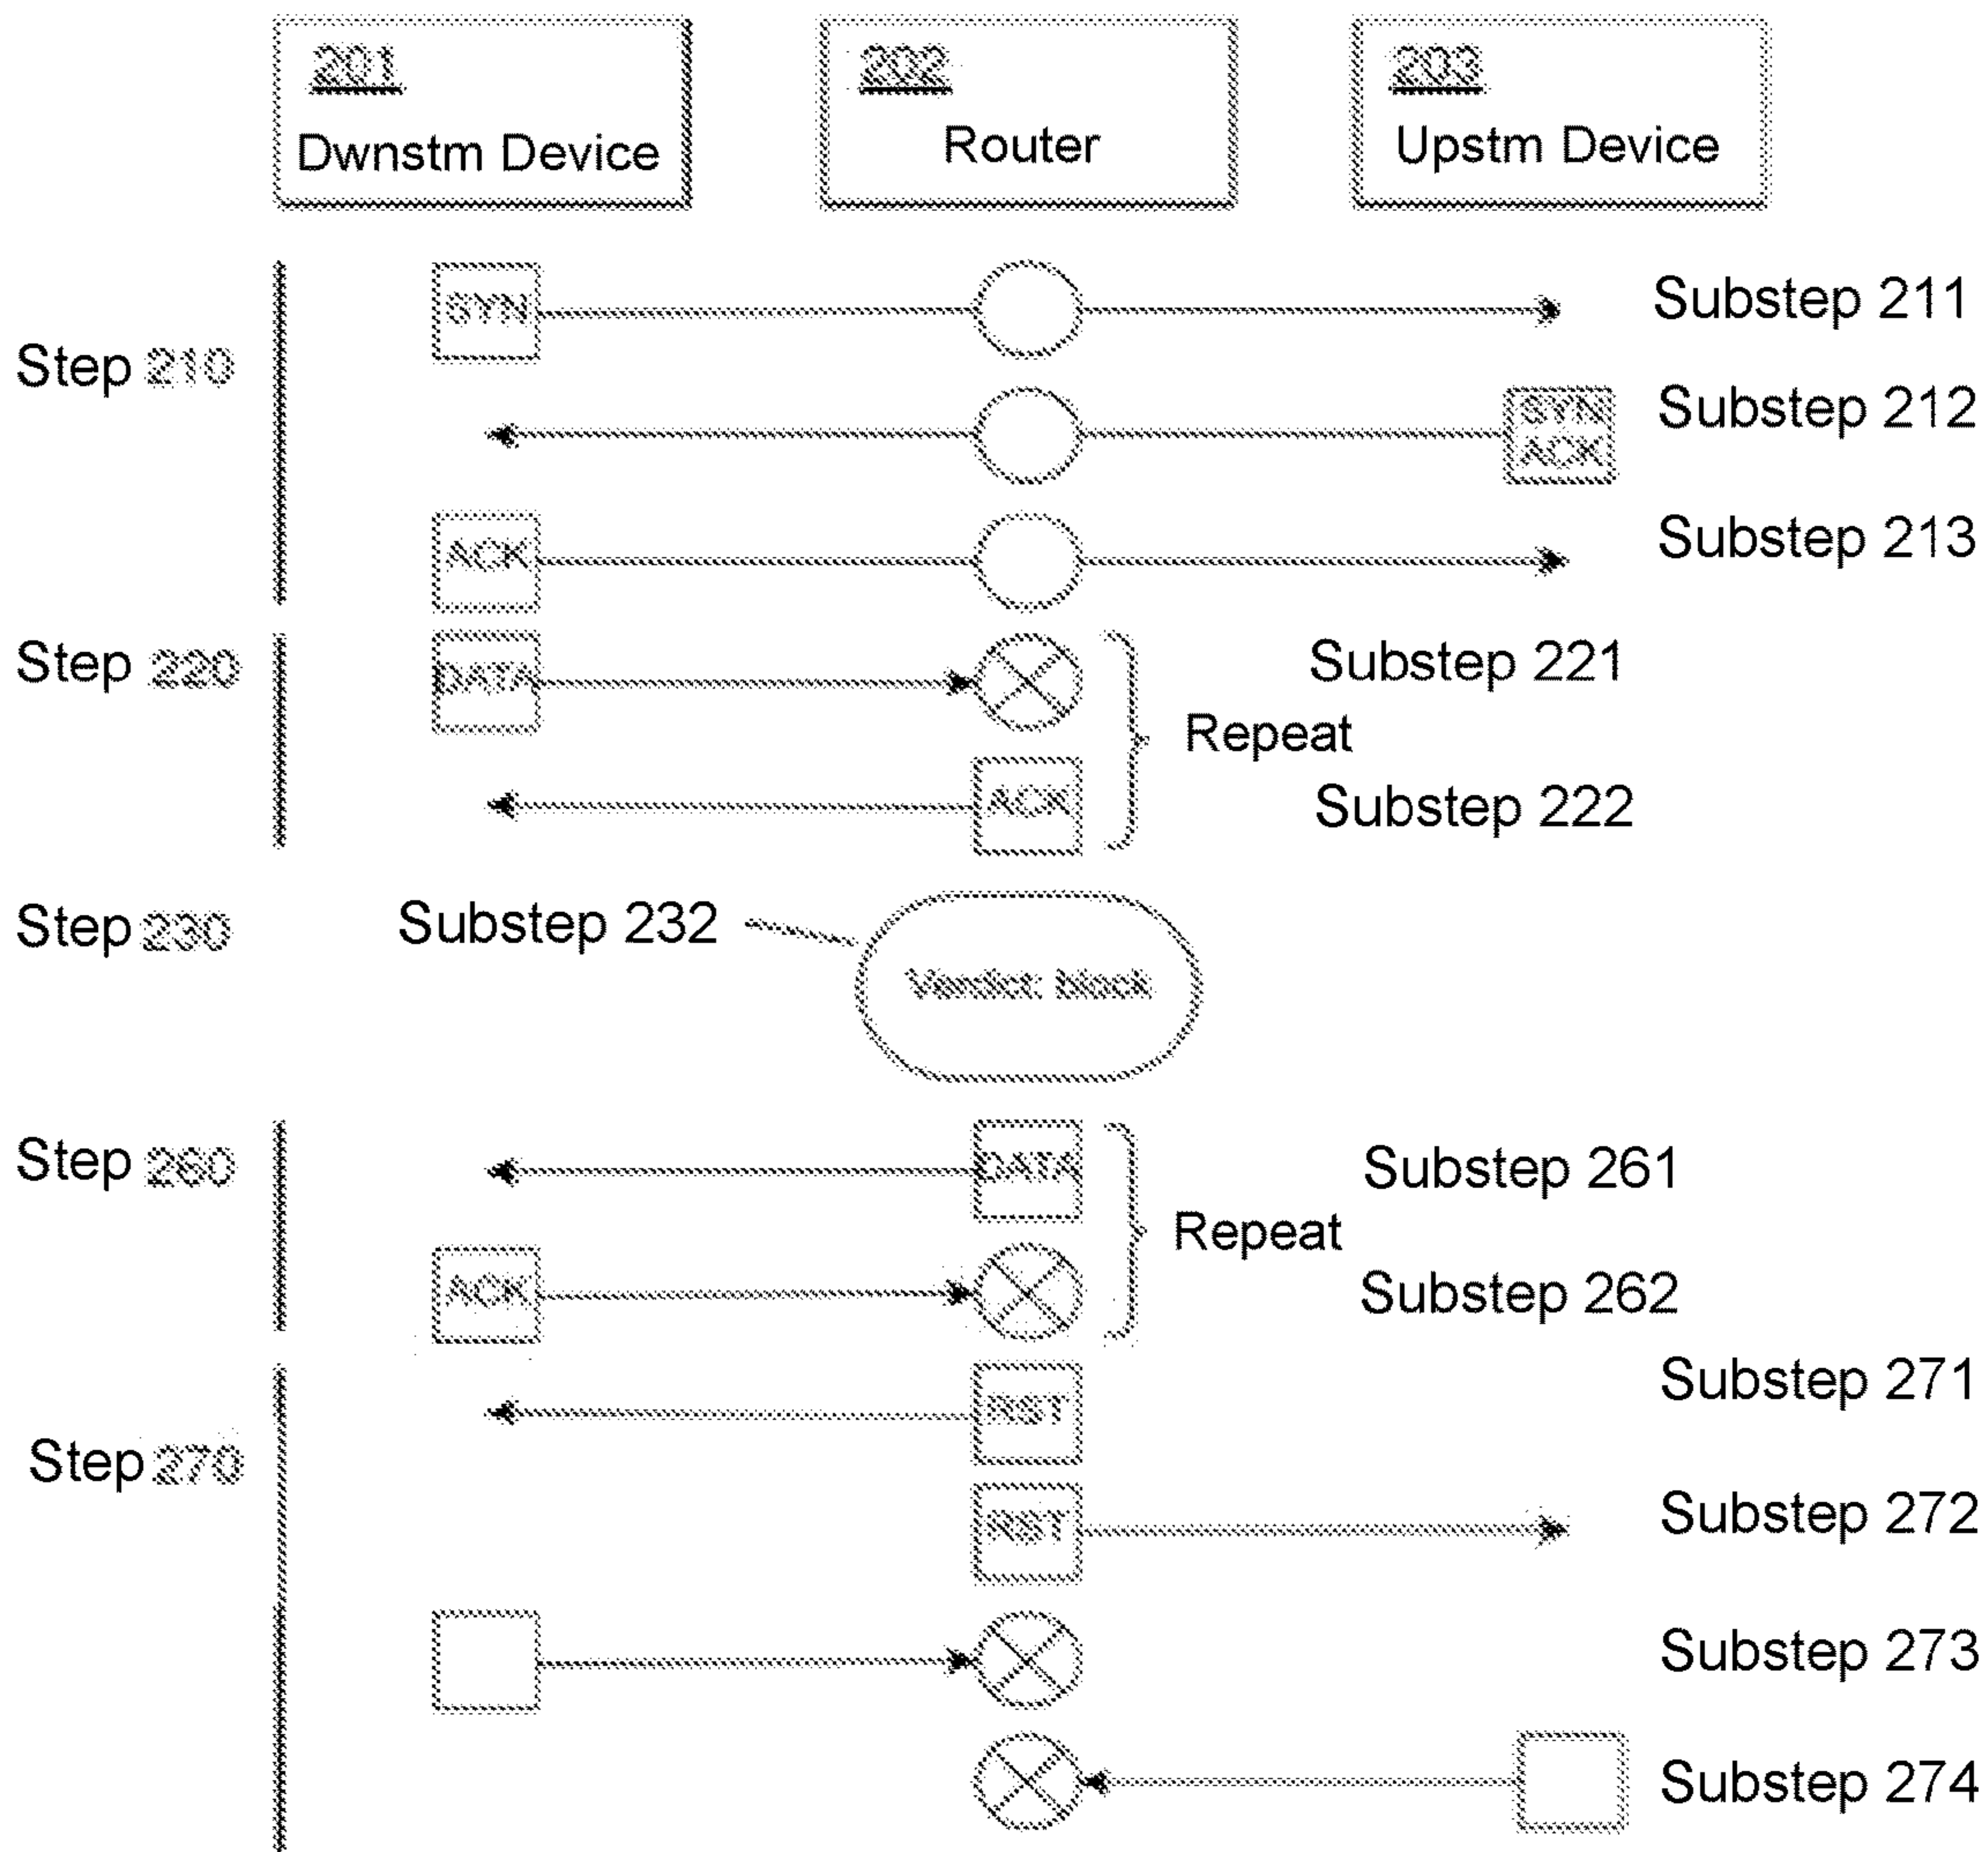 201
Dwnstm Device
202
Router
203
Upstm Device
Step 210
SYN
Substep 211
SYN
ACK
Substep 212
ACK
Substep 213
Step 220
DATA
Substep 221
Repeat
ACK
Substep 222
Step 230
Substep 232
Verdict: block
Step 260
DATA
Substep 261
Repeat
ACK
Substep 262
Step 270
RST
Substep 271
RST
Substep 272
Substep 273
Substep 274